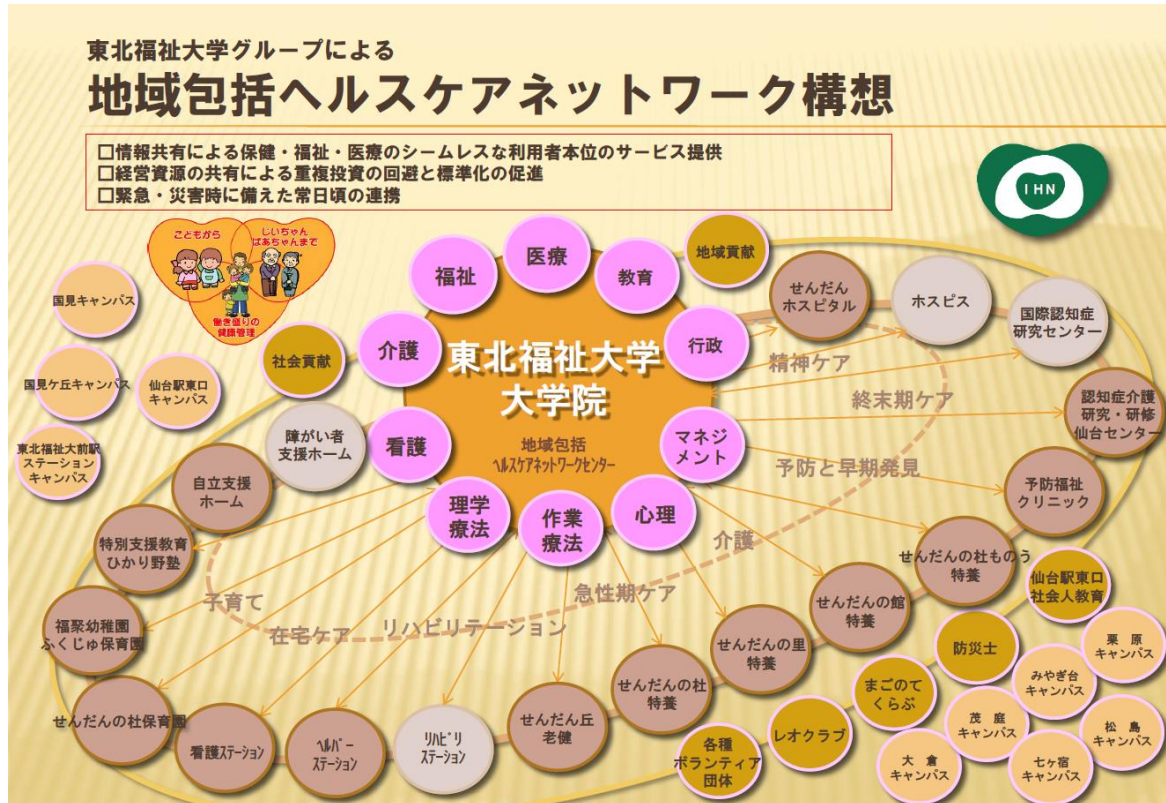 東北福祉大学グループによる
地域包括ヘルスケアネットワーク構想
□情報共有による保健・福祉・医療のシームレスな利用者本位のサービス提供
□経営資源の共有による重複投資の回避と標準化の促進
□緊急・災害時に備えた常日頃の連携
IHN
こどもから
じいちゃん
ばあちゃんまで
働き盛りの
健康管理
国見キャンパス
国見ケ丘キャンパス
仙台駅東口
キャンパス
東北福祉大前駅
ステーション
キャンパス
社会貢献
地域貢献
福祉
医療
教育
介護
行政
看護
マネジ
メント
理学
療法
作業
療法
心理
東北福祉大学
大学院
地域包括
ヘルスケアネットワークセンター
せんだん
ホスピタル
ホスピス
国際認知症
研究センター
認知症介護
研究・研修
仙台センター
予防福祉
クリニック
せんだんの杜ものう
特養
せんだんの館
特養
せんだんの里
特養
せんだんの杜
特養
せんだん丘
老健
リハビリ
ステーション
ヘルパー
ステーション
看護ステーション
せんだんの杜保育園
福聚幼稚園
ふくじゅ保育園
特別支援教育
ひかり野塾
自立支援
ホーム
障がい者
支援ホーム
精神ケア
終末期ケア
予防と早期発見
介護
急性期ケア
リハビリテーション
在宅ケア
子育て
仙台駅東口
社会人教育
防災士
まごのて
くらぶ
レオクラブ
各種
ボランティア
団体
栗原
キャンパス
みやぎ台
キャンパス
茂庭
キャンパス
松島
キャンパス
大倉
キャンパス
七ヶ宿
キャンパス